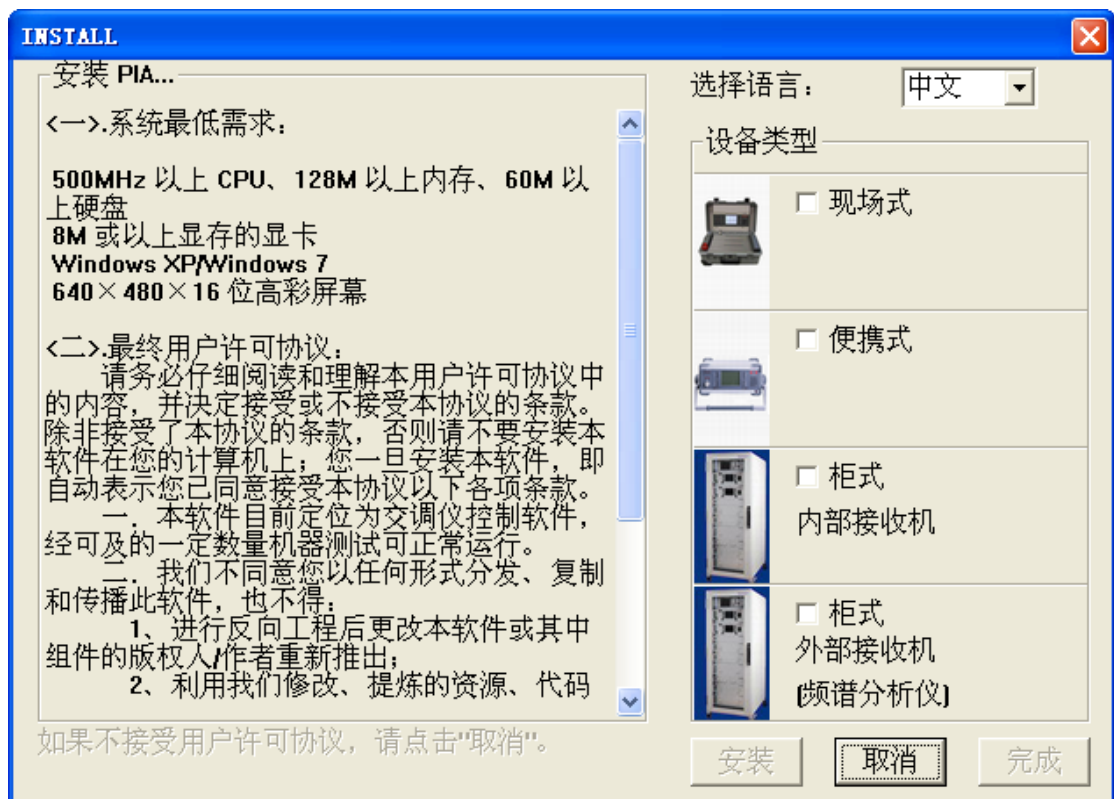 INSTALL
安装 PIA...
<一>.系统最低需求：
500MHz 以上 CPU、128M 以上内存、60M 以
上硬盘
8M 或以上显存的显卡
Windows XP/Windows 7
640×480×16 位高彩屏幕
<二>.最终用户许可协议：
请务必仔细阅读和理解本用户许可协议中
的内容，并决定接受或不接受本协议的条款。
除非接受了本协议的条款，否则请不要安装本
软件在您的计算机上；您一旦安装本软件，即
自动表示您已同意接受本协议以下各项条款。
一．本软件目前定位为交调仪控制软件，
经可及的一定数量机器测试可正常运行。
二．我们不同意您以任何形式分发、复制
和传播此软件，也不得：
1、进行反向工程后更改本软件或其中
组件的版权人/作者重新推出；
2、利用我们修改、提炼的资源、代码
如果不接受用户许可协议，请点击"取消"。
选择语言：
中文
设备类型
现场式
便携式
柜式
内部接收机
柜式
外部接收机
(频谱分析仪)
安装
取消
完成